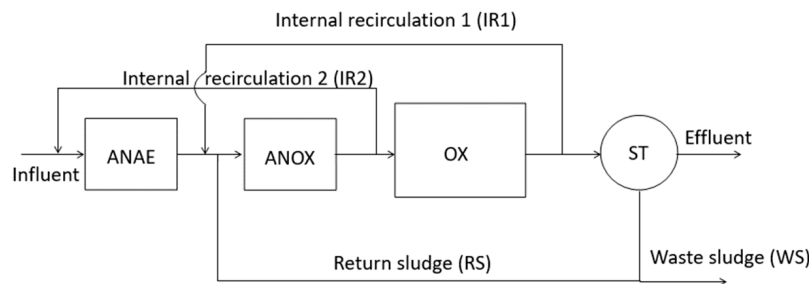 Internal recirculation 1 (IR1)
Internal recirculation 2 (IR2)
ANAE
ANOX
OX
ST
Effluent
Influent
Return sludge (RS)
Waste sludge (WS)